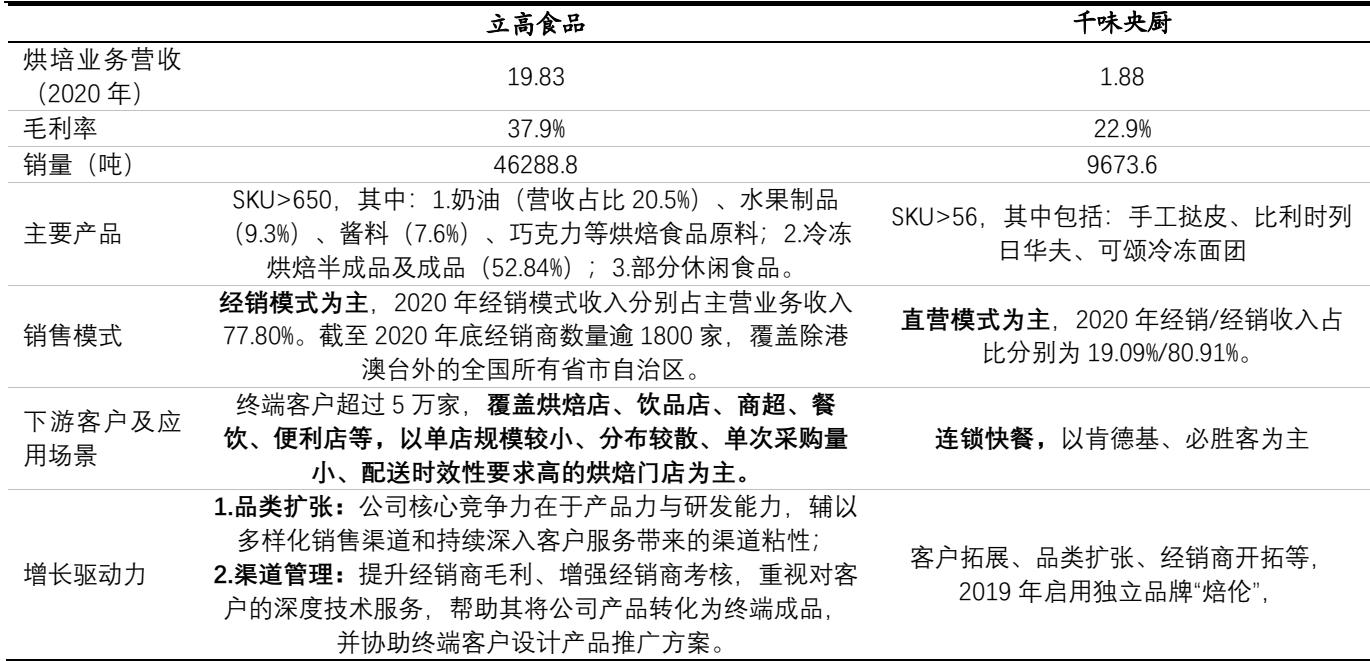 立高食品 千味央厨
烘培业务营收
（2020 年） 19.83 1.88
毛利率 37.9% 22.9%
销量（吨） 46288.8 9673.6
主要产品
SKU>650，其中：1.奶油（营收占比 20.5%）、水果制品
（9.3%）、酱料（7.6%）、巧克力等烘焙食品原料；2.冷冻
烘焙半成品及成品（52.84%）；3.部分休闲食品。
SKU>56，其中包括：手工挞皮、比利时列
日华夫、可颂冷冻面团
销售模式
经销模式为主，2020 年经销模式收入分别占主营业务收入
77.80%。截至 2020 年底经销商数量逾 1800 家，覆盖除港
澳台外的全国所有省市自治区。
直营模式为主，2020 年经销/经销收入占
比分别为 19.09%/80.91%。
下游客户及应
用场景
终端客户超过 5 万家，覆盖烘焙店、饮品店、商超、餐
饮、便利店等，以单店规模较小、分布较散、单次采购量
小、配送时效性要求高的烘焙门店为主。
连锁快餐，以肯德基、必胜客为主
增长驱动力
1.品类扩张：公司核心竞争力在于产品力与研发能力，辅以
多样化销售渠道和持续深入客户服务带来的渠道粘性；
2.渠道管理：提升经销商毛利、增强经销商考核，重视对客
户的深度技术服务，帮助其将公司产品转化为终端成品，
并协助终端客户设计产品推广方案。
客户拓展、品类扩张、经销商开拓等，
2019 年启用独立品牌“焙伦”，